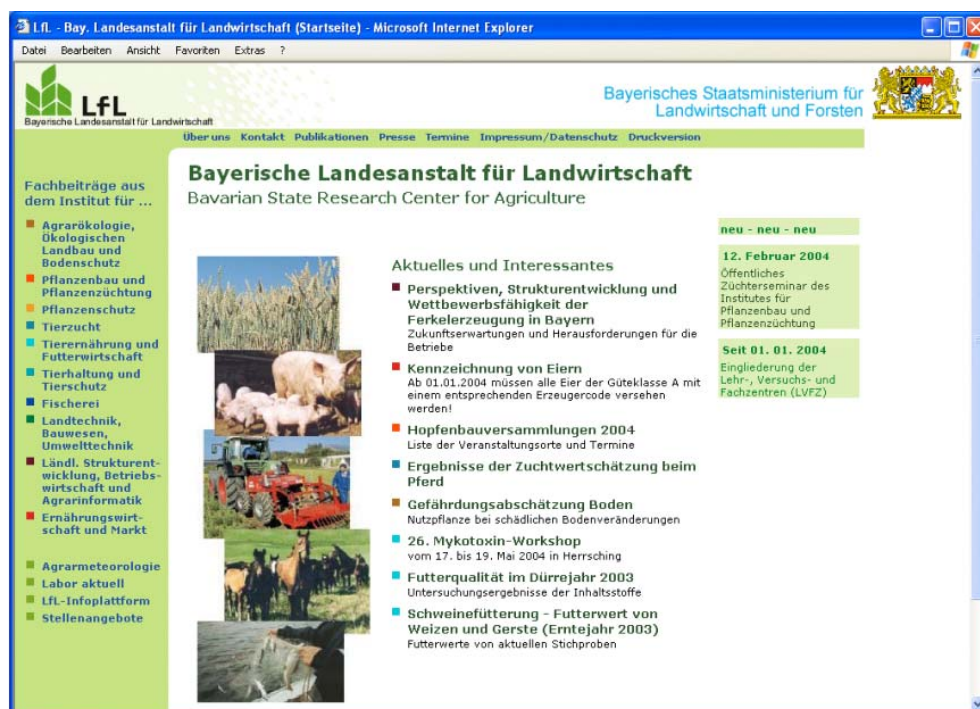 LfL - Bay. Landesanstalt für Landwirtschaft (Startseite) - Microsoft Internet Explorer
Datei Bearbeiten Ansicht Favoriten Extras ?
LfL
Bayerische Landesanstalt für Landwirtschaft
Bayerisches Staatsministerium für
Landwirtschaft und Forsten
Über uns Kontakt Publikationen Presse Termine Impressum/Datenschutz Druckversion
Fachbeiträge aus
dem Institut für ...
Agrarökologie,
Ökologischen
Landbau und
Bodenschutz
Pflanzenbau und
Pflanzenzüchtung
Pflanzenschutz
Tierzucht
Tierernährung und
Futterwirtschaft
Tierhaltung und
Tierschutz
Fischerei
Landtechnik,
Bauwesen,
Umwelttechnik
Ländl. Strukturent-
wicklung, Betriebs-
wirtschaft und
Agrarinformatik
Ernährungswirt-
schaft und Markt
Agrarmeteorologie
Labor aktuell
LfL-Infoplattform
Stellenangebote
Bayerische Landesanstalt für Landwirtschaft
Bavarian State Research Center for Agriculture
Aktuelles und Interessantes
Perspektiven, Strukturentwicklung und
Wettbewerbsfähigkeit der
Ferkelerzeugung in Bayern
Zukunftserwartungen und Herausforderungen für die
Betriebe
Kennzeichnung von Eiern
Ab 01.01.2004 müssen alle Eier der Güteklasse A mit
einem entsprechenden Erzeugercode versehen
werden!
Hopfenbauversammlungen 2004
Liste der Veranstaltungsorte und Termine
Ergebnisse der Zuchtwertschätzung beim
Pferd
Gefährdungsabschätzung Boden
Nutzpflanze bei schädlichen Bodenveränderungen
26. Mykotoxin-Workshop
vom 17. bis 19. Mai 2004 in Herrsching
Futterqualität im Dürrejahr 2003
Untersuchungsergebnisse der Inhaltsstoffe
Schweinefütterung - Futterwert von
Weizen und Gerste (Erntejahr 2003)
Futterwerte von aktuellen Stichproben
neu - neu - neu
12. Februar 2004
Öffentliches
Züchterseminar des
Institutes für
Pflanzenbau und
Pflanzenzüchtung
Seit 01. 01. 2004
Eingliederung der
Lehr-, Versuchs- und
Fachzentren (LVFZ)